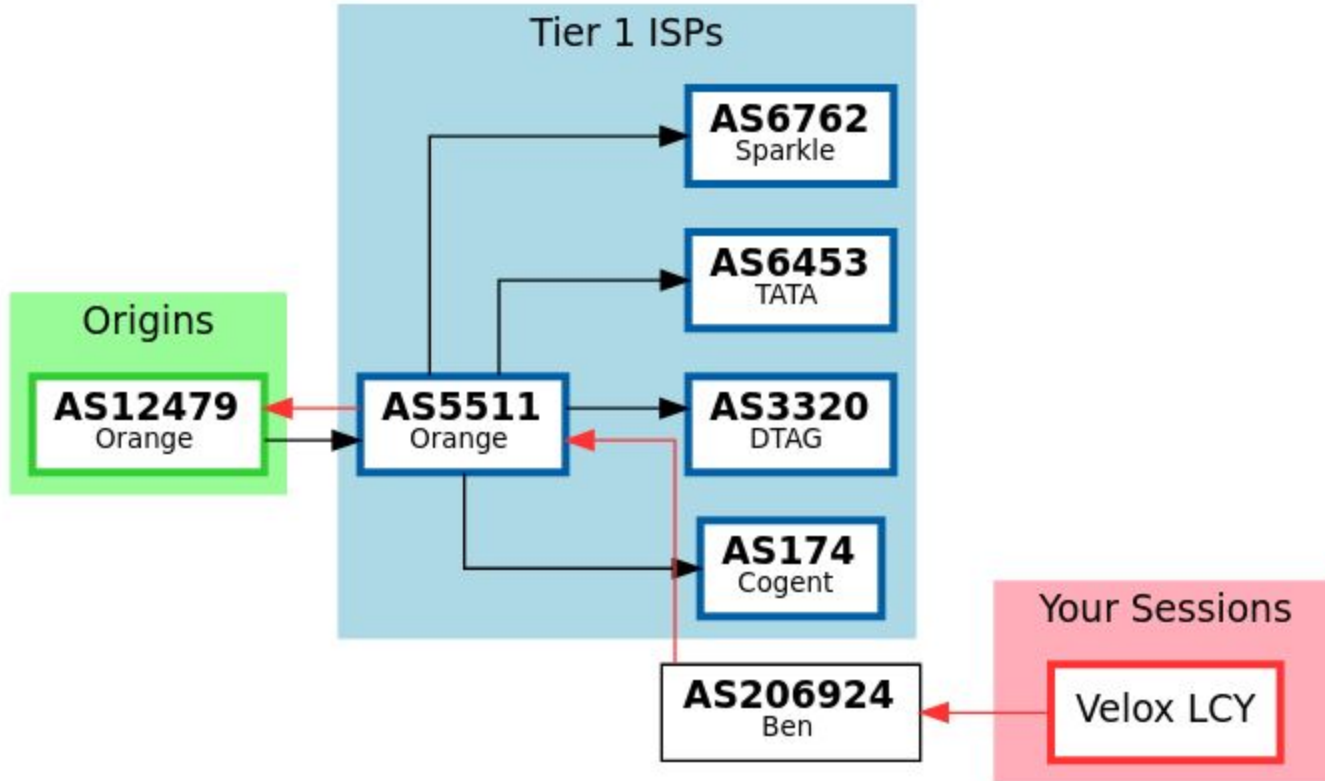 Tier 1 ISPs
AS6762
Sparkle
AS6453
TATA
Origins
AS12479
Orange
AS5511
Orange
AS3320
DTAG
AS174
Cogent
Your Sessions
AS206924
Ben
Velox LCY